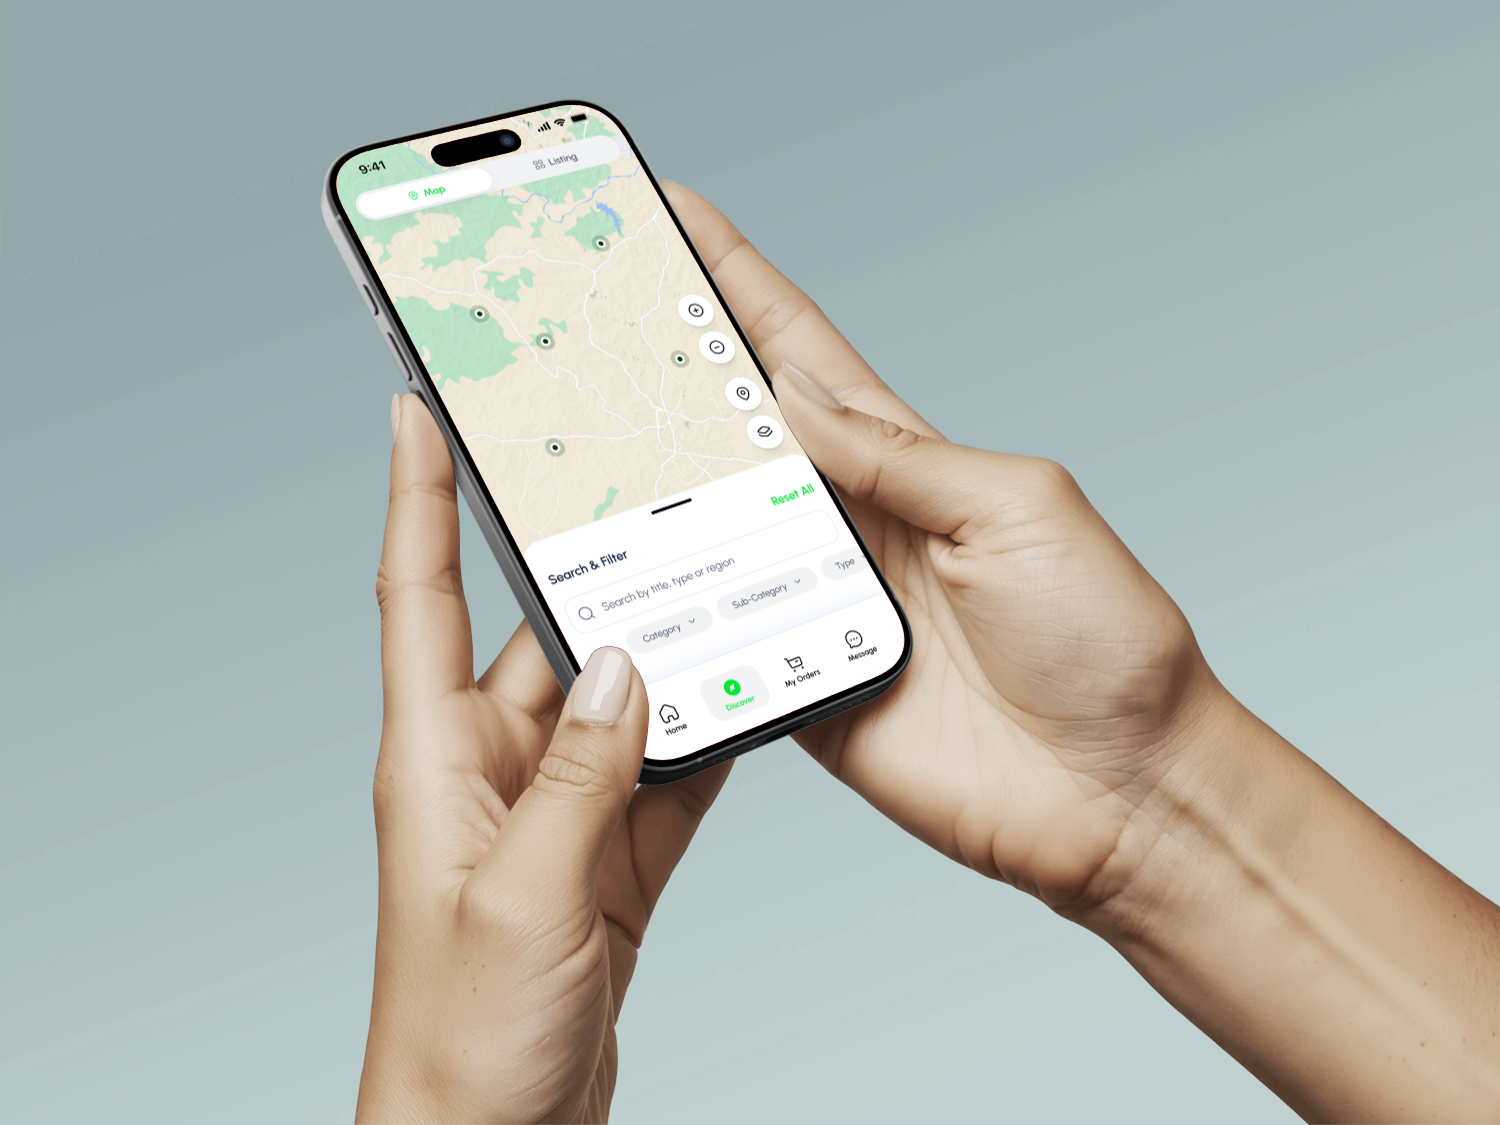 9:41
Map
Listing
Search & Filter
Reset All
Search by title, type or region
Category
Sub-Category
Type
Home
Discover
My Orders
Message